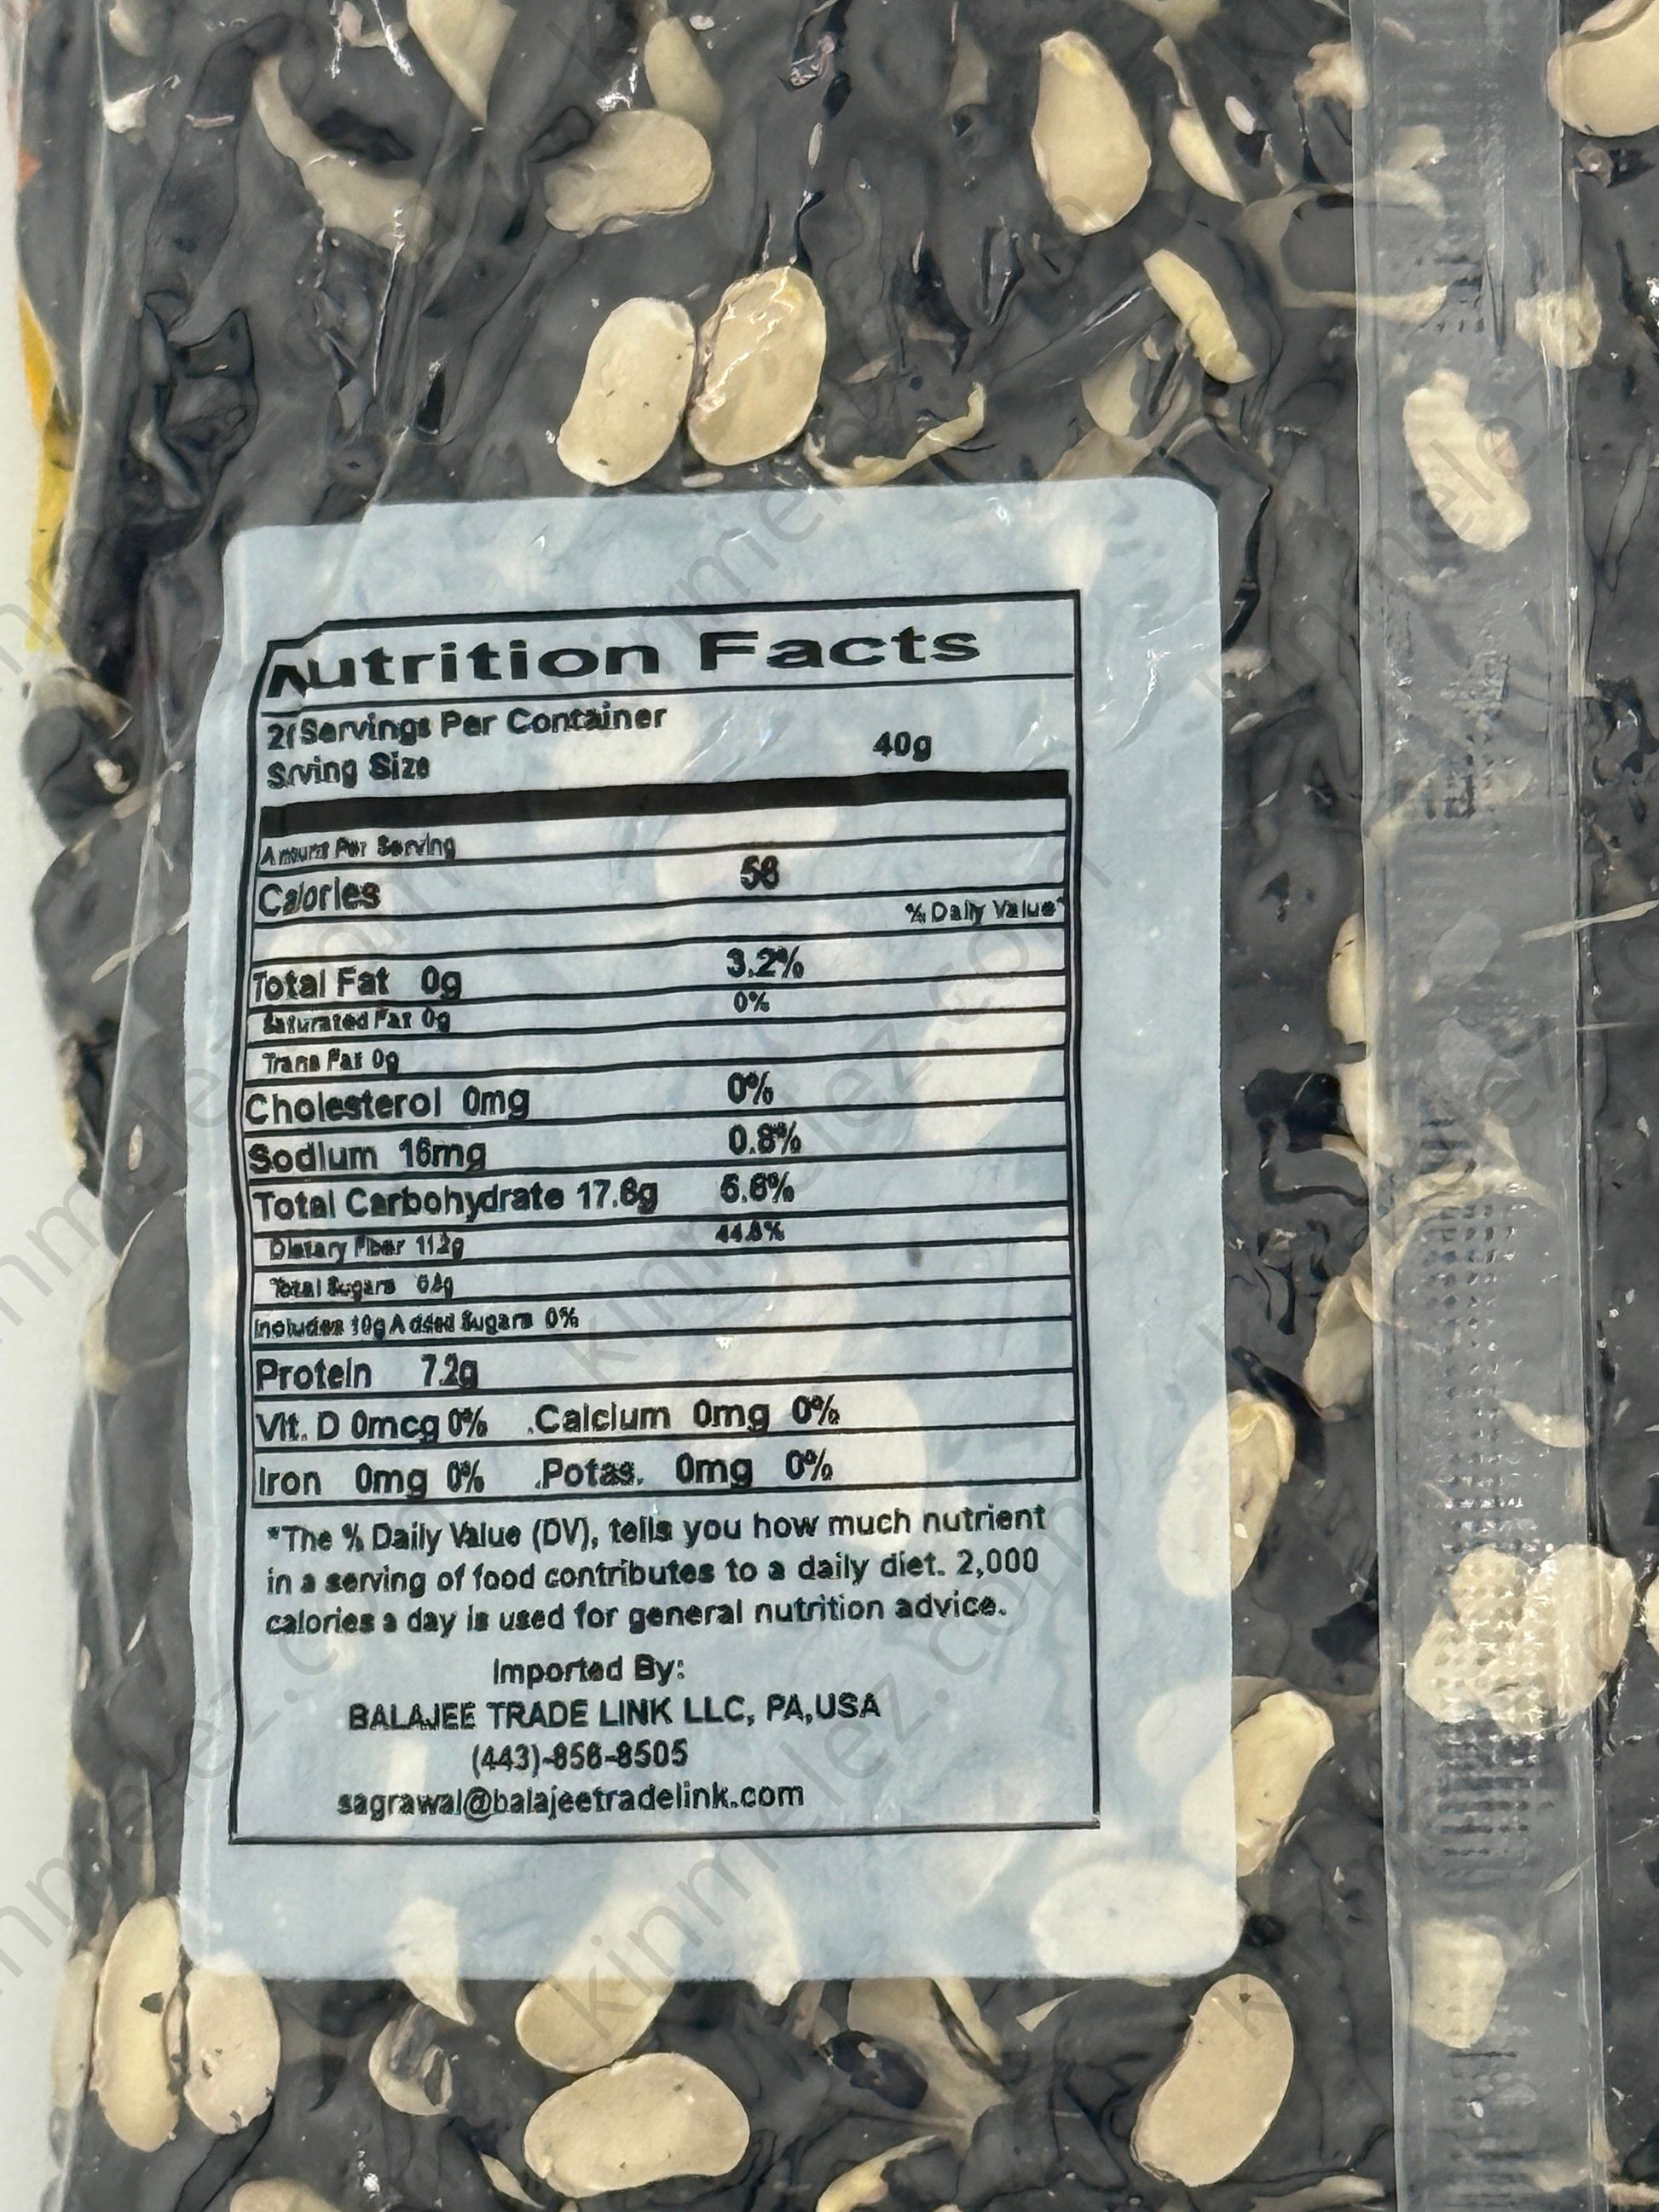 Nutrition Facts
Servings Per Container
Srving Size 40g
Amount Per Serving
Calories 58
% Daily Value*
Total Fat 0g 3.2%
Saturated Fat 0g 0%
Trans Fat 0g
Cholesterol 0mg 0%
Sodium 16mg 0.8%
Total Carbohydrate 17.6g
Dietary Fiber 11.2g
Total Sugars
Includes 10g Added Sugars 0%
Protein 7.2g
Vit. D 0mcg 0% .Calcium 0mg 0%
Iron 0mg 0% .Potas. 0mg 0%
*The % Daily Value (DV), tells you how much nutrient
in a serving of food contributes to a daily diet. 2,000
calories a day is used for general nutrition advice.
Imported By:
BALAJEE TRADE LINK LLC, PA,USA
(443)-856-8505
sagrawal@balajeetradelink.com
kinmelez.com